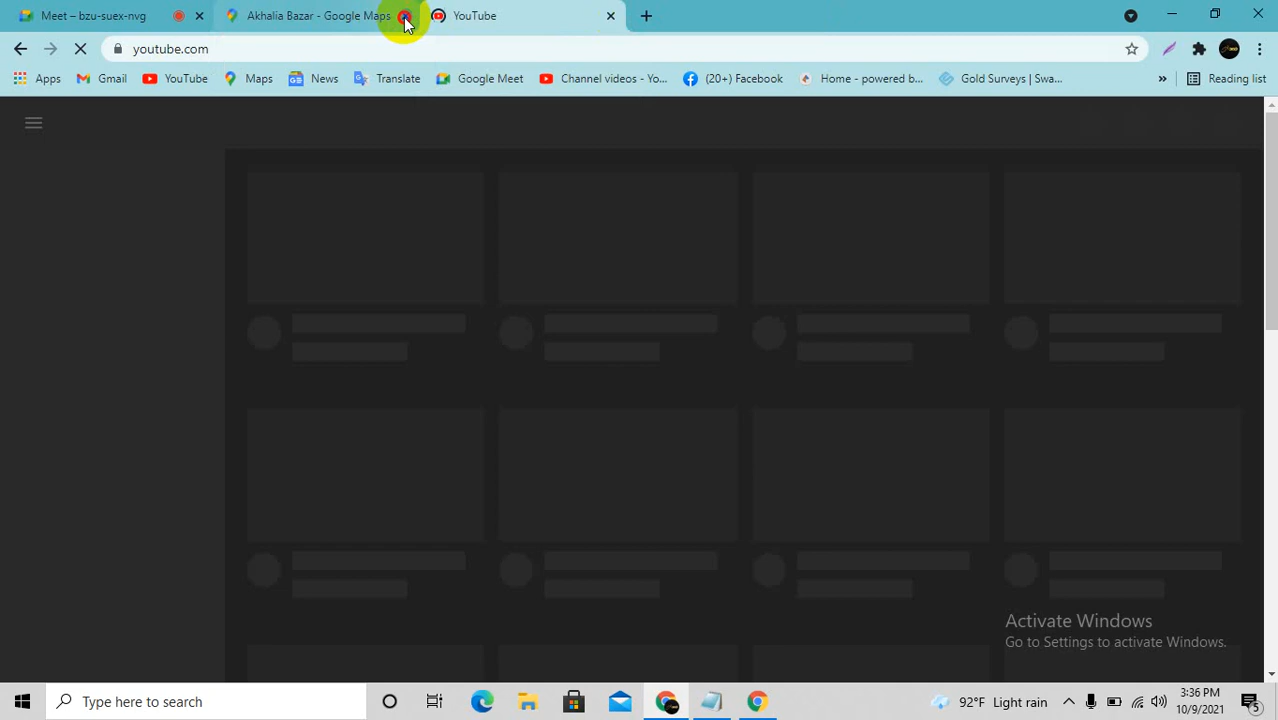 Meet – bzu-suex-nvg
Akhalia Bazar - Google Maps
YouTube
youtube.com
Apps
Gmail
YouTube
Maps
News
Translate
Google Meet
Channel videos - Yo...
(20+) Facebook
Home - powered b...
Gold Surveys | Swa...
»
Reading list
Activate Windows
Go to Settings to activate Windows.
Type here to search
92°F Light rain
3:36 PM
10/9/2021
5